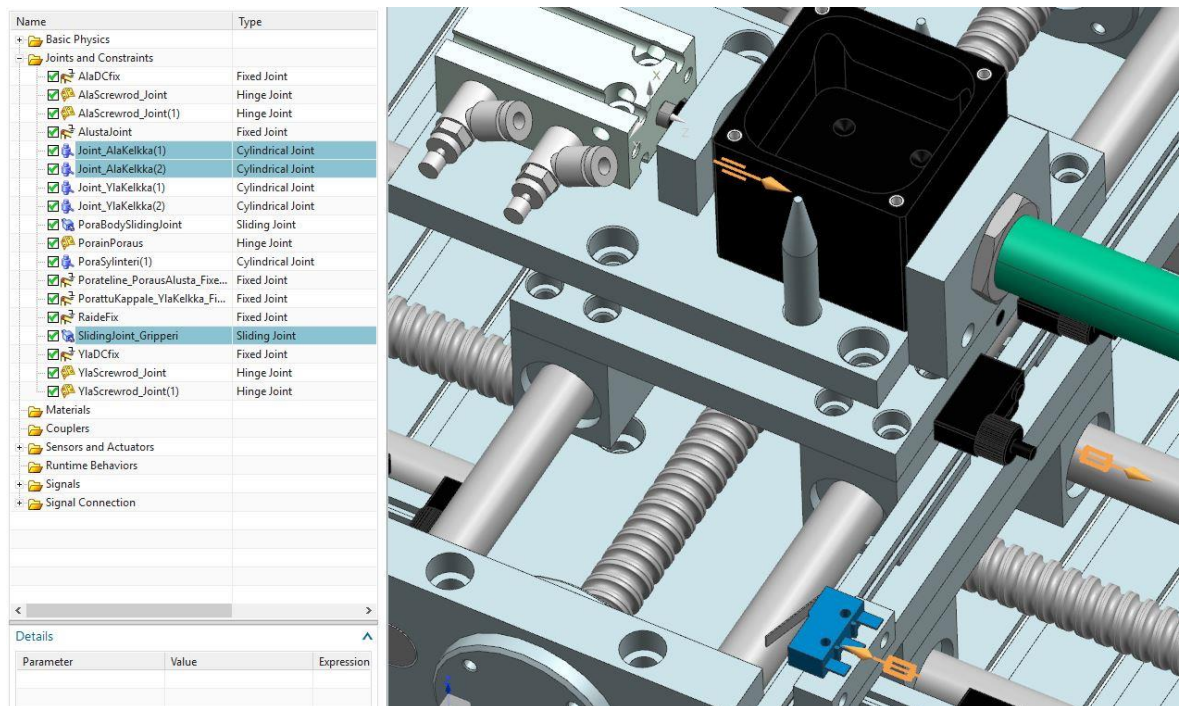 Name Type
Basic Physics
Joints and Constraints
AlaDCfix Fixed Joint
AlaScrewrod_Joint Hinge Joint
AlaScrewrod_Joint(1) Hinge Joint
AlustaJoint Fixed Joint
Joint_AlaKelkka(1) Cylindrical Joint
Joint_AlaKelkka(2) Cylindrical Joint
Joint_YlaKelkka(1) Cylindrical Joint
Joint_YlaKelkka(2) Cylindrical Joint
PoraBodySlidingJoint Sliding Joint
PorainPoraus Hinge Joint
PoraSylinteri(1) Cylindrical Joint
Porateline_PorausAlusta_Fixe... Fixed Joint
PorattuKappale_YlaKelkka_Fi... Fixed Joint
RaideFix Fixed Joint
SlidingJoint_Gripperi Sliding Joint
YlaDCfix Fixed Joint
YlaScrewrod_Joint Hinge Joint
YlaScrewrod_Joint(1) Hinge Joint
Materials
Couplers
Sensors and Actuators
Runtime Behaviors
Signals
Signal Connection
Details
Parameter Value Expression
X
Z